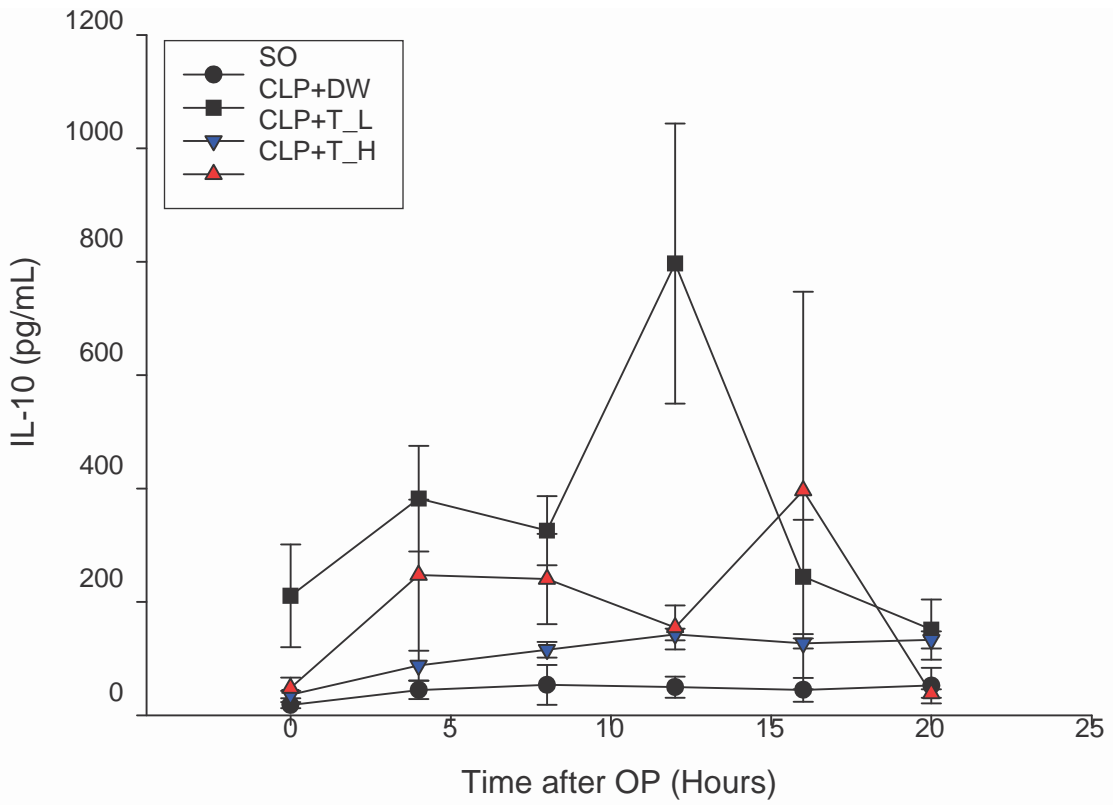 1200
SO
CLP+DW
CLP+T_L
CLP+T_H
1000
800
600
400
200
0
IL-10 (pg/mL)
0 5 10 15 20 25
Time after OP (Hours)